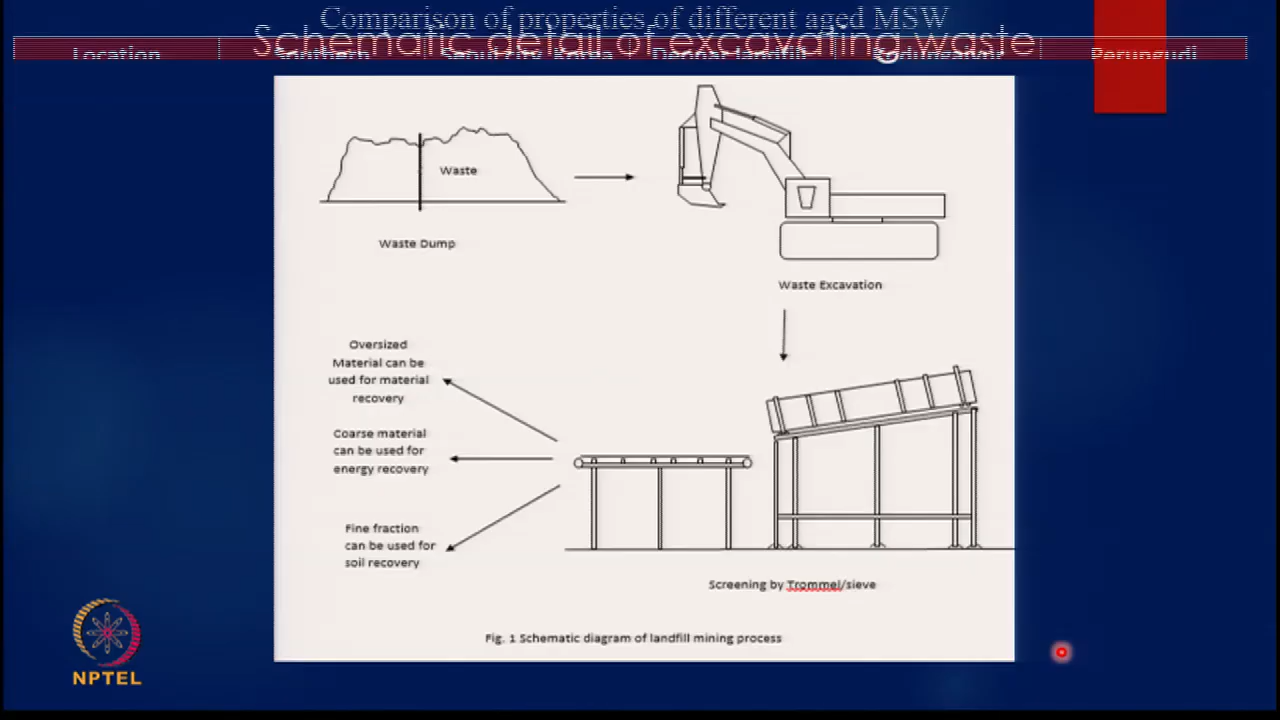 Comparison of properties of different aged MSW
Schematic detail of excavating waste
Location
Perungudi
Waste
Waste Dump
Waste Excavation
Oversized
Material can be
used for material
recovery
Coarse material
can be used for
energy recovery
Fine fraction
can be used for
soil recovery
Screening by Trommel/sieve
Fig. 1 Schematic diagram of landfill mining process
NPTEL